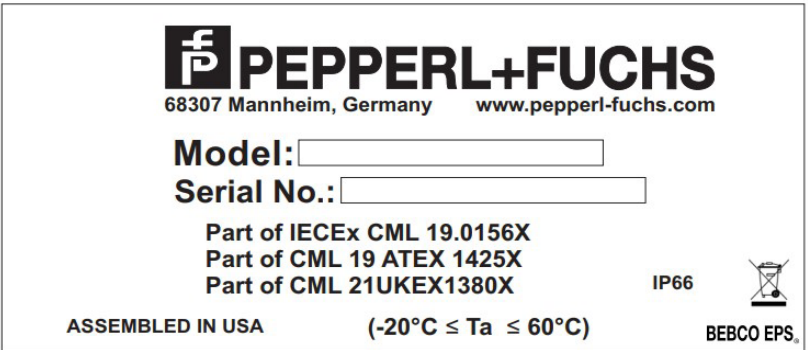 PEPPERL+FUCHS
68307 Mannheim, Germany www.pepperl-fuchs.com
Model:
Serial No.:
Part of IECEx CML 19.0156X
Part of CML 19 ATEX 1425X
Part of CML 21UKEX1380X
IP66
ASSEMBLED IN USA (-20°C ≤ Ta ≤ 60°C)
BEBCO EPS®